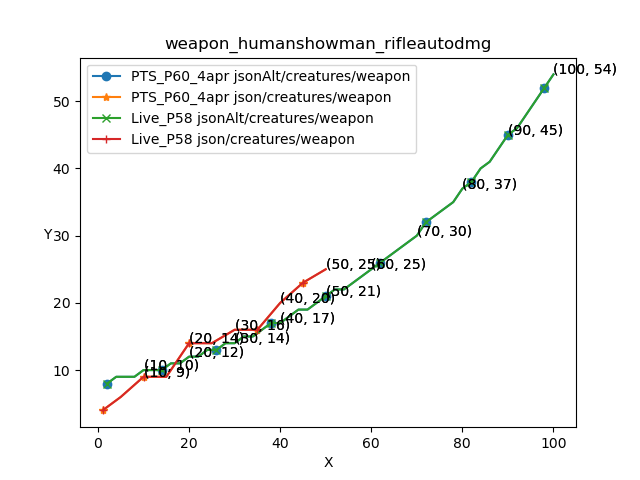 weapon_humanshowman_rifleautodmg
PTS_P60_4apr jsonAlt/creatures/weapon
PTS_P60_4apr json/creatures/weapon
Live_P58 jsonAlt/creatures/weapon
Live_P58 json/creatures/weapon
(100, 54)
(90, 45)
(80, 37)
(70, 30)
(50, 25)
(60, 25)
(50, 21)
(40, 20)
(40, 17)
(30, 16)
(30, 14)
(20, 14)
(20, 12)
(10, 10)
(10, 9)
50
40
30
20
10
Y
0 20 40 60 80 100
X